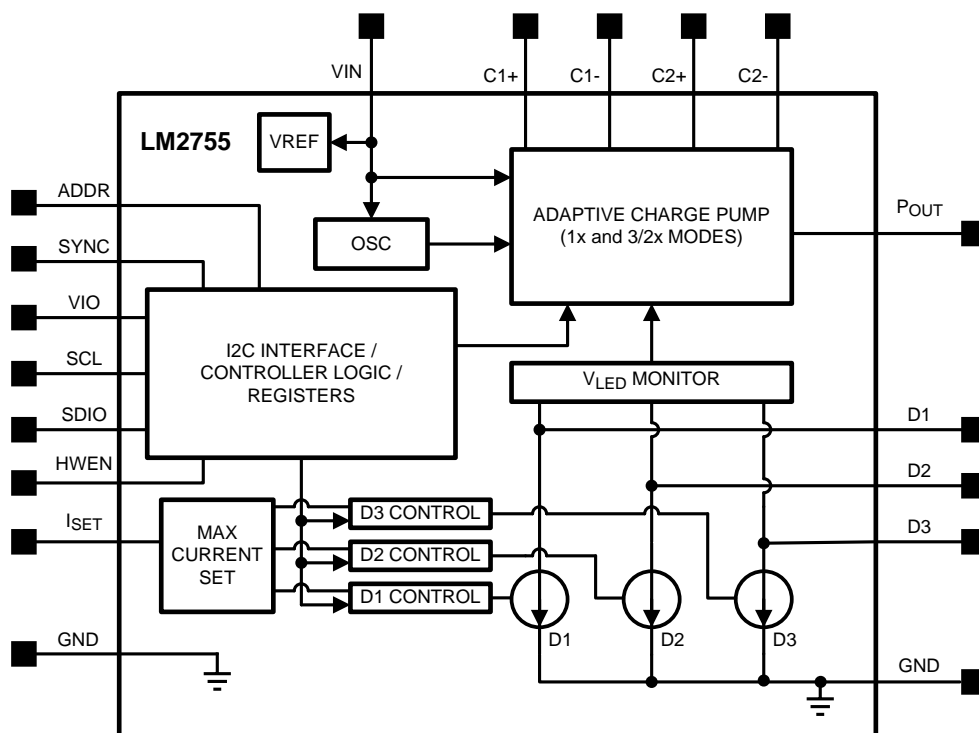 VIN
C1+
C1-
C2+
C2-
LM2755
VREF
ADDR
ADAPTIVE CHARGE PUMP
(1x and 3/2x MODES)
POUT
OSC
SYNC
VIO
I2C INTERFACE /
CONTROLLER LOGIC /
REGISTERS
SCL
VLED MONITOR
SDIO
D1
HWEN
D2
ISET
MAX
CURRENT
SET
D3 CONTROL
D2 CONTROL
D1 CONTROL
D3
D1
D2
D3
GND
GND